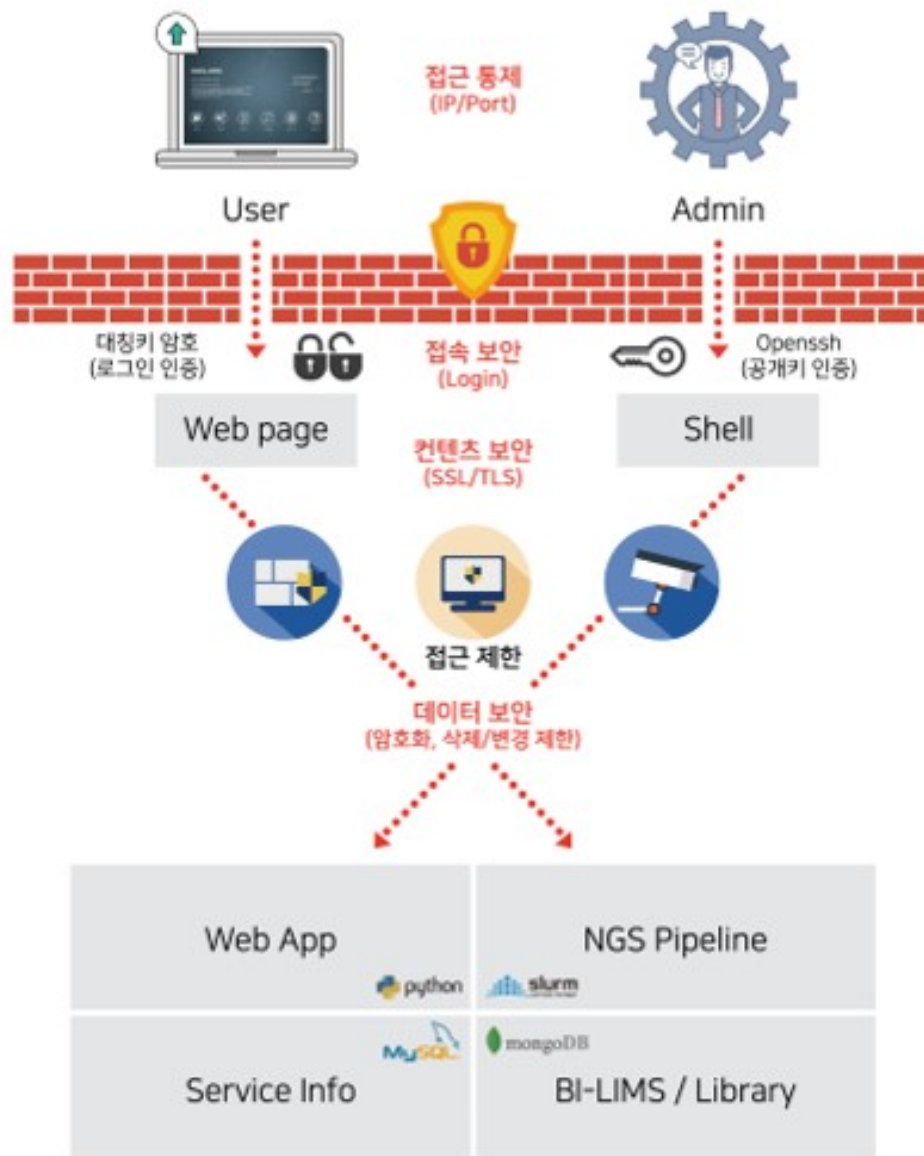 접근 통제
(IP/Port)
User
Admin
대칭키 암호
(로그인 인증)
접속 보안
(Login)
Openssh
(공개키 인증)
Web page
Shell
컨텐츠 보안
(SSL/TLS)
접근 제한
데이터 보안
(암호화, 삭제/변경 제한)
Web App
python
NGS Pipeline
slurm
MySQL
Service Info
mongoDB
BI-LIMS / Library